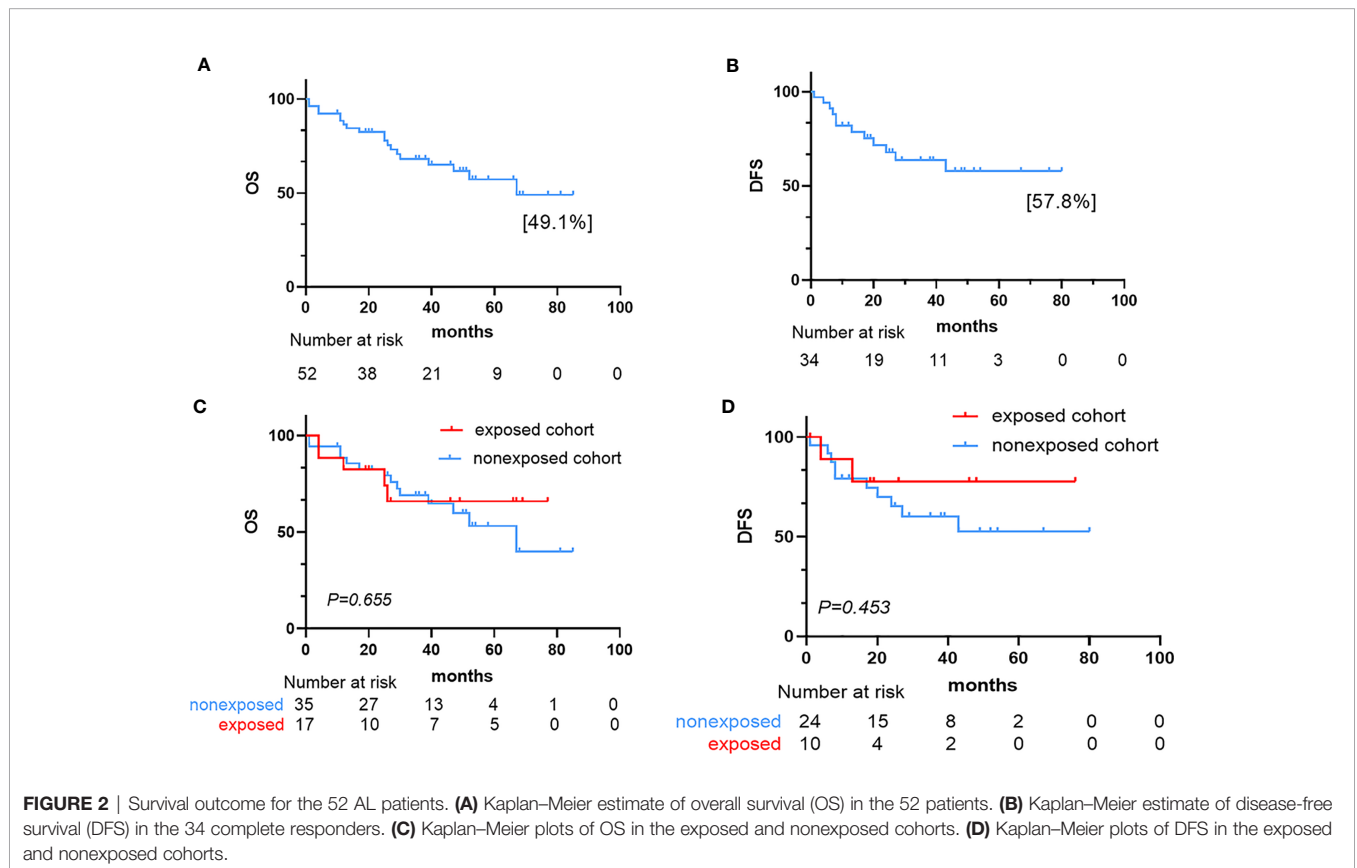 A
OS
100
50
0
[49.1%]
0 20 40 60 80 100
months
Number at risk
52 38 21 9 0 0
B
DFS
100
50
0
[57.8%]
0 20 40 60 80 100
months
Number at risk
34 19 11 3 0 0
C
exposed cohort
nonexposed cohort
OS
100
50
0
P=0.655
0 20 40 60 80 100
months
Number at risk
nonexposed 35 27 13 4 1 0
exposed 17 10 7 5 0 0
D
exposed cohort
nonexposed cohort
DFS
100
50
0
P=0.453
0 20 40 60 80 100
months
Number at risk
nonexposed 24 15 8 2 0 0
exposed 10 4 2 0 0 0
FIGURE 2 | Survival outcome for the 52 AL patients. (A) Kaplan–Meier estimate of overall survival (OS) in the 52 patients. (B) Kaplan–Meier estimate of disease-free
survival (DFS) in the 34 complete responders. (C) Kaplan–Meier plots of OS in the exposed and nonexposed cohorts. (D) Kaplan–Meier plots of DFS in the exposed
and nonexposed cohorts.